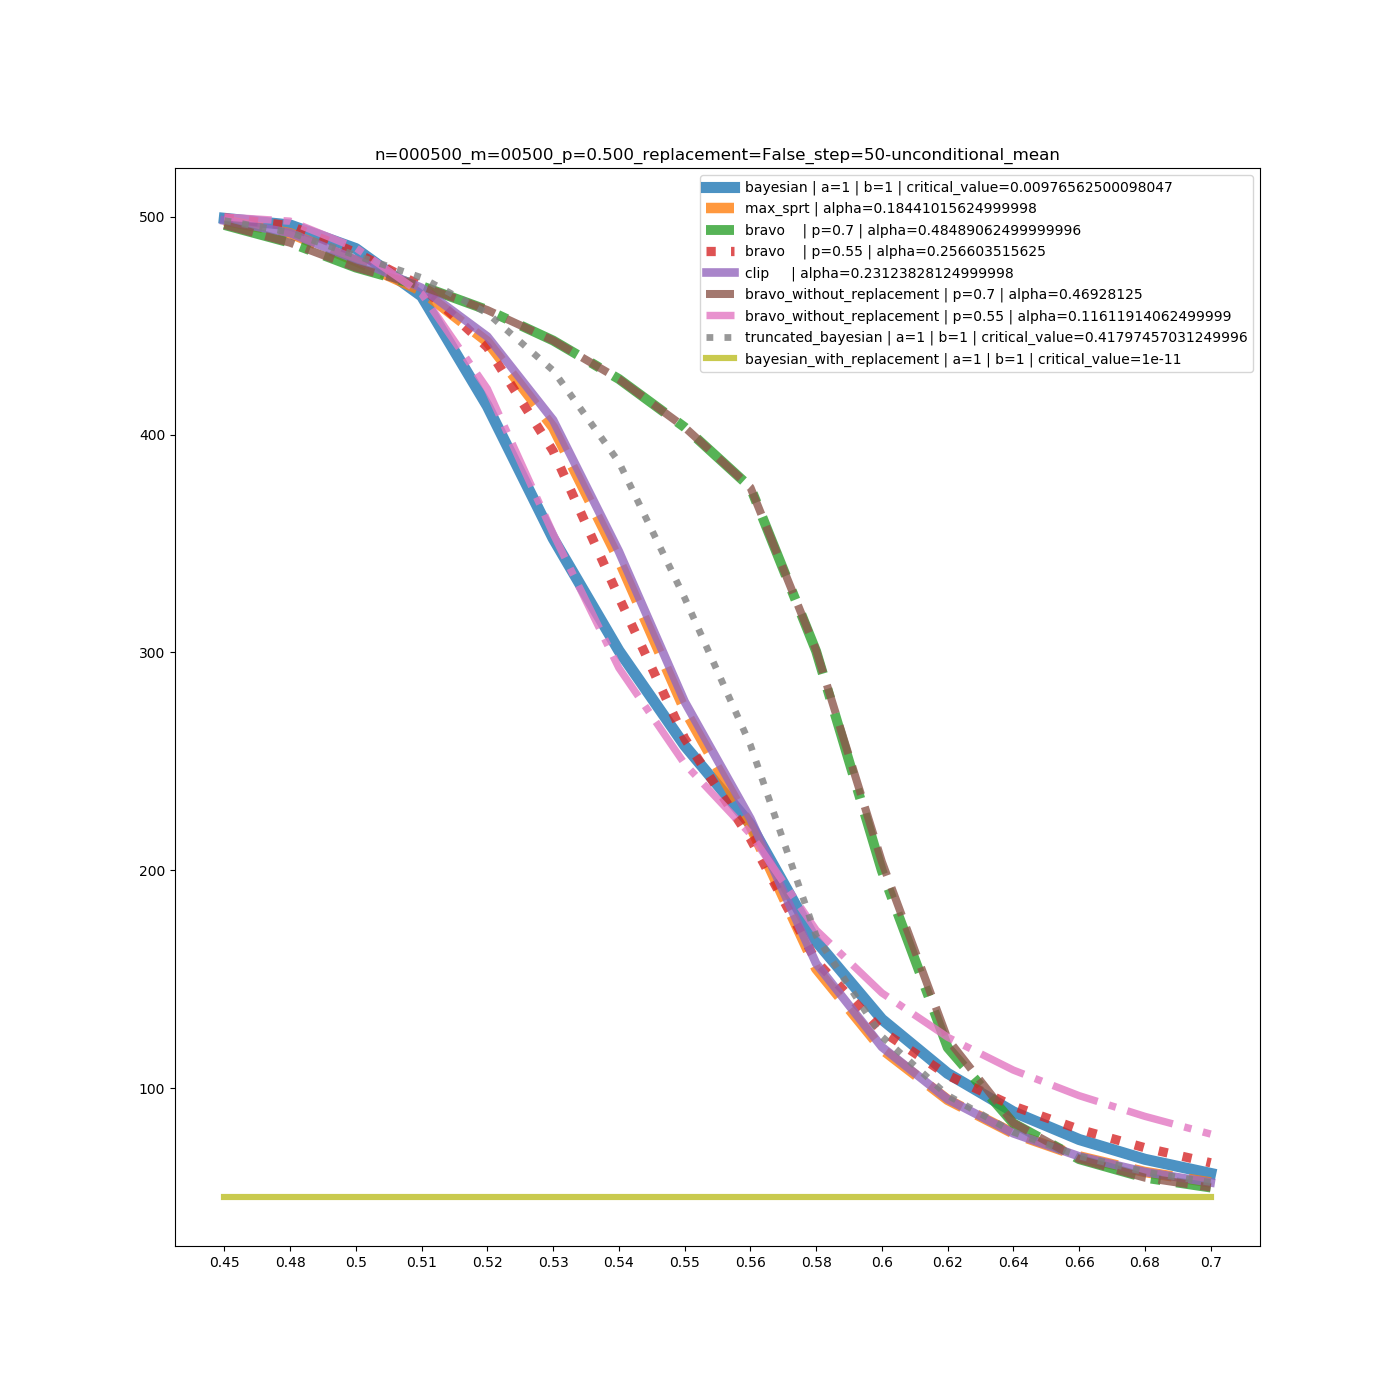 n=000500_m=00500_p=0.500_replacement=False_step=50-unconditional_mean
bayesian | a=1 | b=1 | critical_value=0.00976562500098047
max_sprt | alpha=0.18441015624999998
bravo    | p=0.7 | alpha=0.48489062499999996
bravo    | p=0.55 | alpha=0.256603515625
clip     | alpha=0.23123828124999998
bravo_without_replacement | p=0.7 | alpha=0.46928125
bravo_without_replacement | p=0.55 | alpha=0.11611914062499999
truncated_bayesian | a=1 | b=1 | critical_value=0.41797457031249996
bayesian_with_replacement | a=1 | b=1 | critical_value=1e-11
500
400
300
200
100
0.45 0.48 0.5 0.51 0.52 0.53 0.54 0.55 0.56 0.58 0.6 0.62 0.64 0.66 0.68 0.7